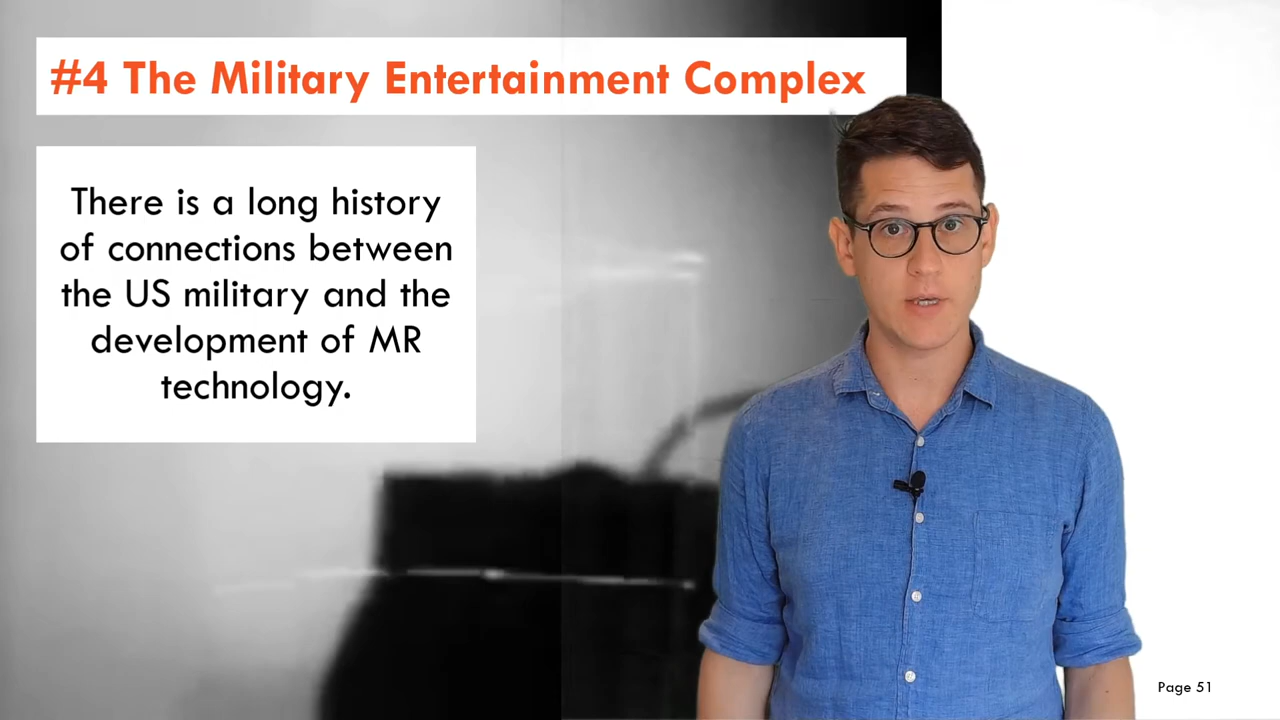 #4 The Military Entertainment Complex
There is a long history
of connections between
the US military and the
development of MR
technology.
Page 51